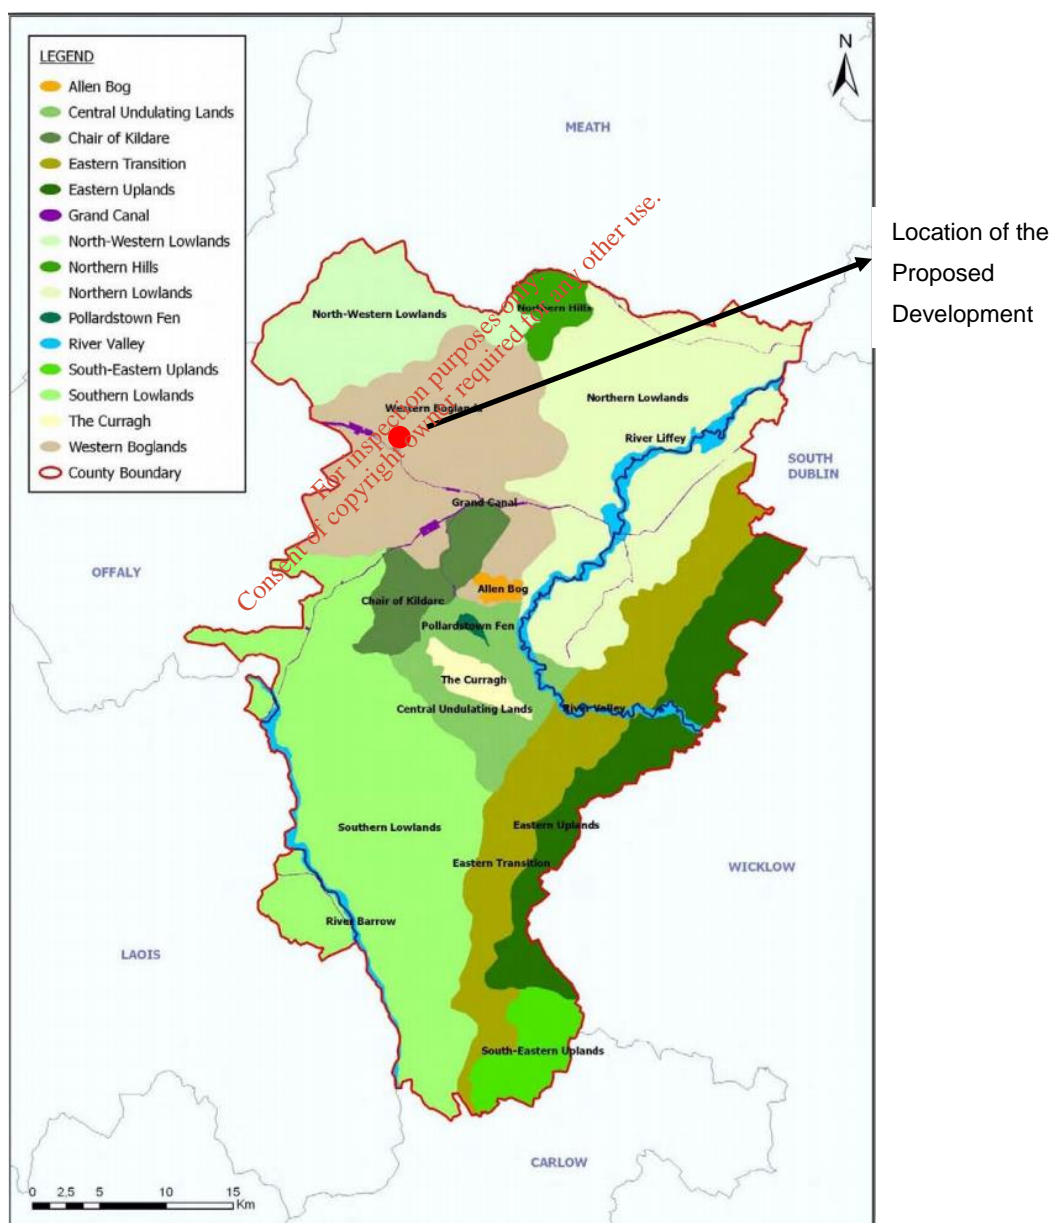 LEGEND
Allen Bog
Central Undulating Lands
Chair of Kildare
Eastern Transition
Eastern Uplands
Grand Canal
North-Western Lowlands
Northern Hills
Northern Lowlands
Pollardstown Fen
River Valley
South-Eastern Uplands
Southern Lowlands
The Curragh
Western Boglands
County Boundary
N
MEATH
For inspection purposes only.
Consent of copyright owner required for any other use.
Location of the
Proposed
Development
North-Western Lowlands
Northern Hills
Western Boglands
Northern Lowlands
River Liffey
SOUTH
DUBLIN
Grand Canal
OFFALY
Allen Bog
Chair of Kildare
Pollardstown Fen
The Curragh
Central Undulating Lands
River Valley
Southern Lowlands
Eastern Uplands
Eastern Transition
WICKLOW
River Barrow
LAOIS
South-Eastern Uplands
CARLOW
0 2.5 5 10 15
Km